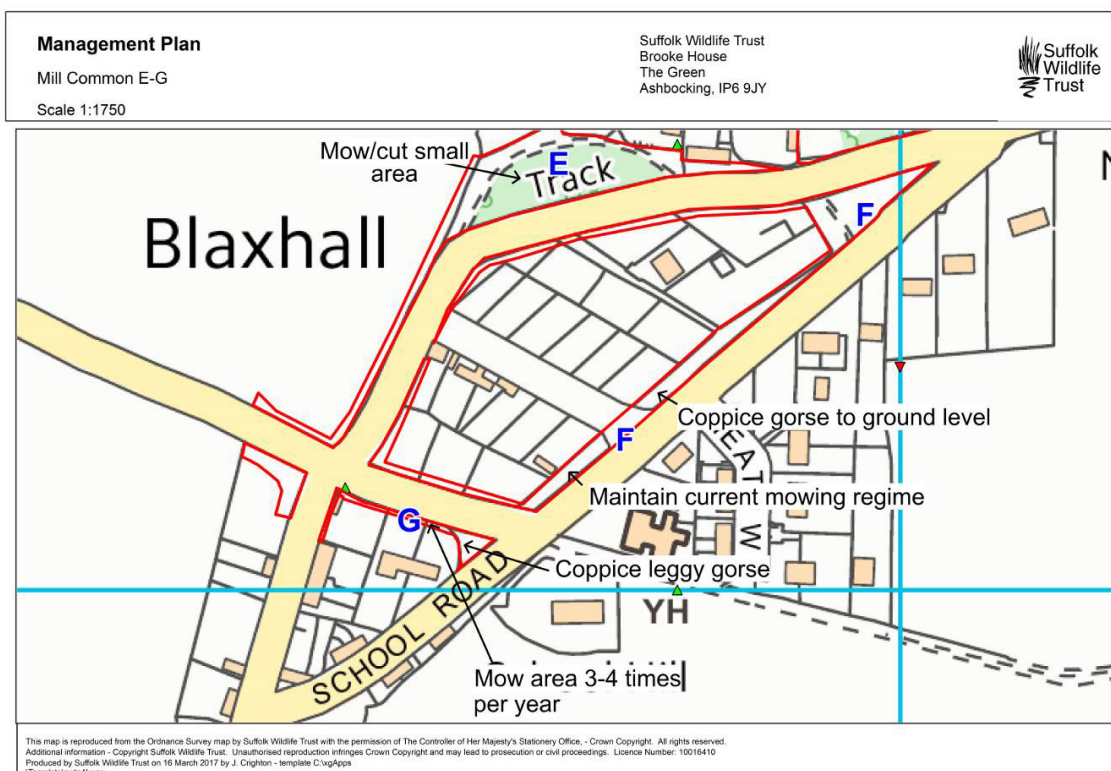 Management Plan
Mill Common E-G
Scale 1:1750
Suffolk Wildlife Trust
Brooke House
The Green
Ashbocking, IP6 9JY
Suffolk
Wildlife
Trust
Mow/cut small
area
E
Track
Blaxhall
F
N
Coppice gorse to ground level
F
Maintain current mowing regime
G
Coppice leggy gorse
SCHOOL ROAD
YH
Mow area 3-4 times
per year
This map is reproduced from the Ordnance Survey map by Suffolk Wildlife Trust with the permission of The Controller of Her Majesty's Stationery Office, - Crown Copyright. All rights reserved.
Additional information - Copyright Suffolk Wildlife Trust. Unauthorised reproduction infringes Crown Copyright and may lead to prosecution or civil proceedings. Licence Number: 10016410
Produced by Suffolk Wildlife Trust on 16 March 2017 by J. Crighton - template C:\xgApps